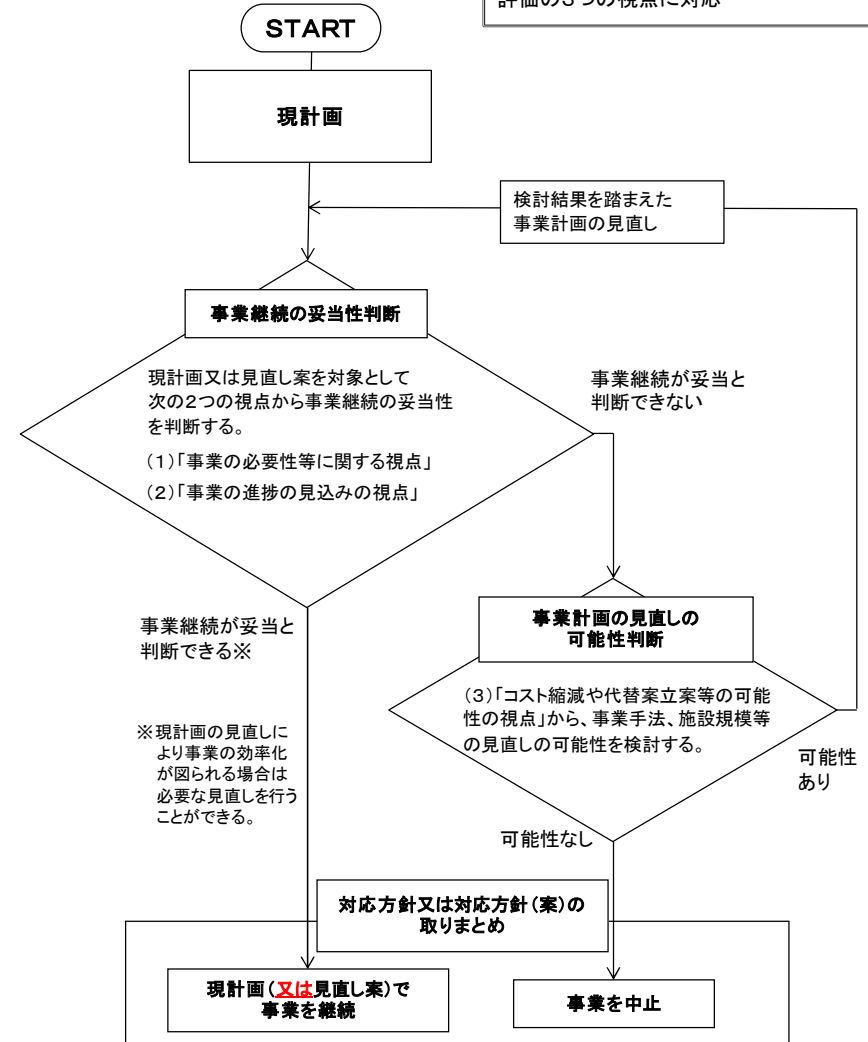 評価の3つの視点に対応
START
現計画
検討結果を踏まえた
事業計画の見直し
事業継続の妥当性判断
現計画又は見直し案を対象として
次の2つの視点から事業継続の妥当性
を判断する。
(1)「事業の必要性等に関する視点」
(2)「事業の進捗の見込みの視点」
事業継続が妥当と
判断できない
事業継続が妥当と
判断できる※
※現計画の見直しに
より事業の効率化
が図られる場合は
必要な見直しを行う
ことができる。
事業計画の見直しの
可能性判断
(3)「コスト縮減や代替案立案等の可能
性の視点」から、事業手法、施設規模等
の見直しの可能性を検討する。
可能性
あり
可能性なし
対応方針又は対応方針(案)の
取りまとめ
現計画(又は見直し案)で
事業を継続
事業を中止